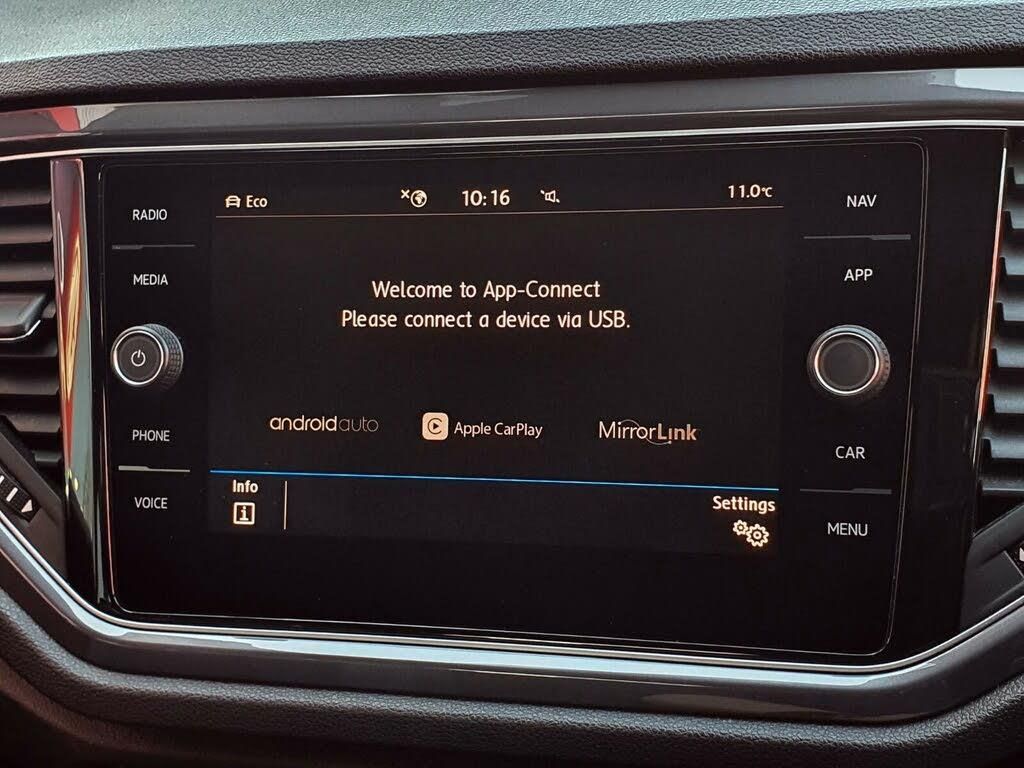 RADIO
MEDIA
PHONE
VOICE
Eco
10:16
11.0°C
Welcome to App-Connect
Please connect a device via USB.
androidauto
Apple CarPlay
MirrorLink
Info
Settings
NAV
APP
CAR
MENU